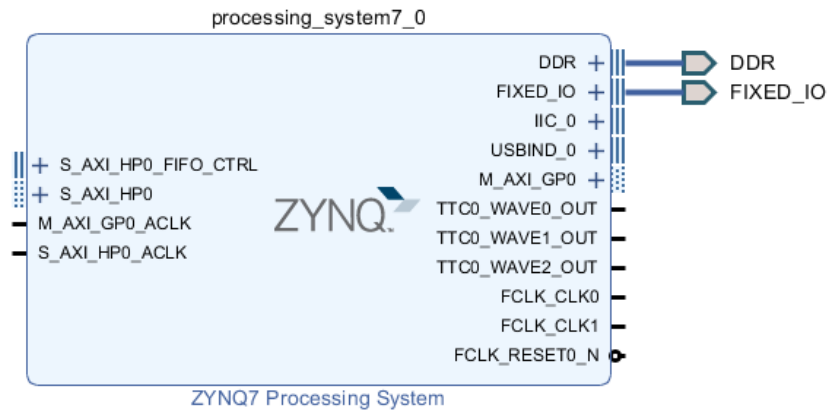 processing_system7_0
DDR
FIXED_IO
IIC_0
USBIND_0
M_AXI_GP0
TTC0_WAVE0_OUT
TTC0_WAVE1_OUT
TTC0_WAVE2_OUT
FCLK_CLK0
FCLK_CLK1
FCLK_RESET0_N
S_AXI_HP0_FIFO_CTRL
S_AXI_HP0
M_AXI_GP0_ACLK
S_AXI_HP0_ACLK
ZYNQ
DDR
FIXED_IO
ZYNQ7 Processing System